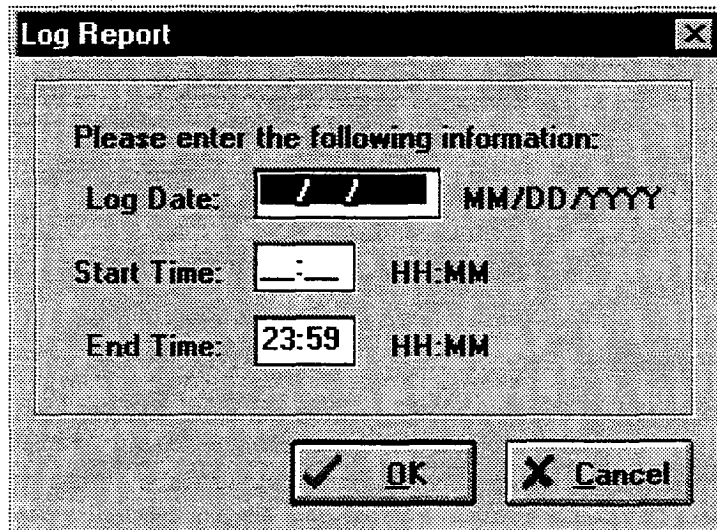 Log Report
Please enter the following information:
Log Date: / / MM/DD/YYYY
Start Time: __:__ HH:MM
End Time: 23:59 HH:MM
OK Cancel